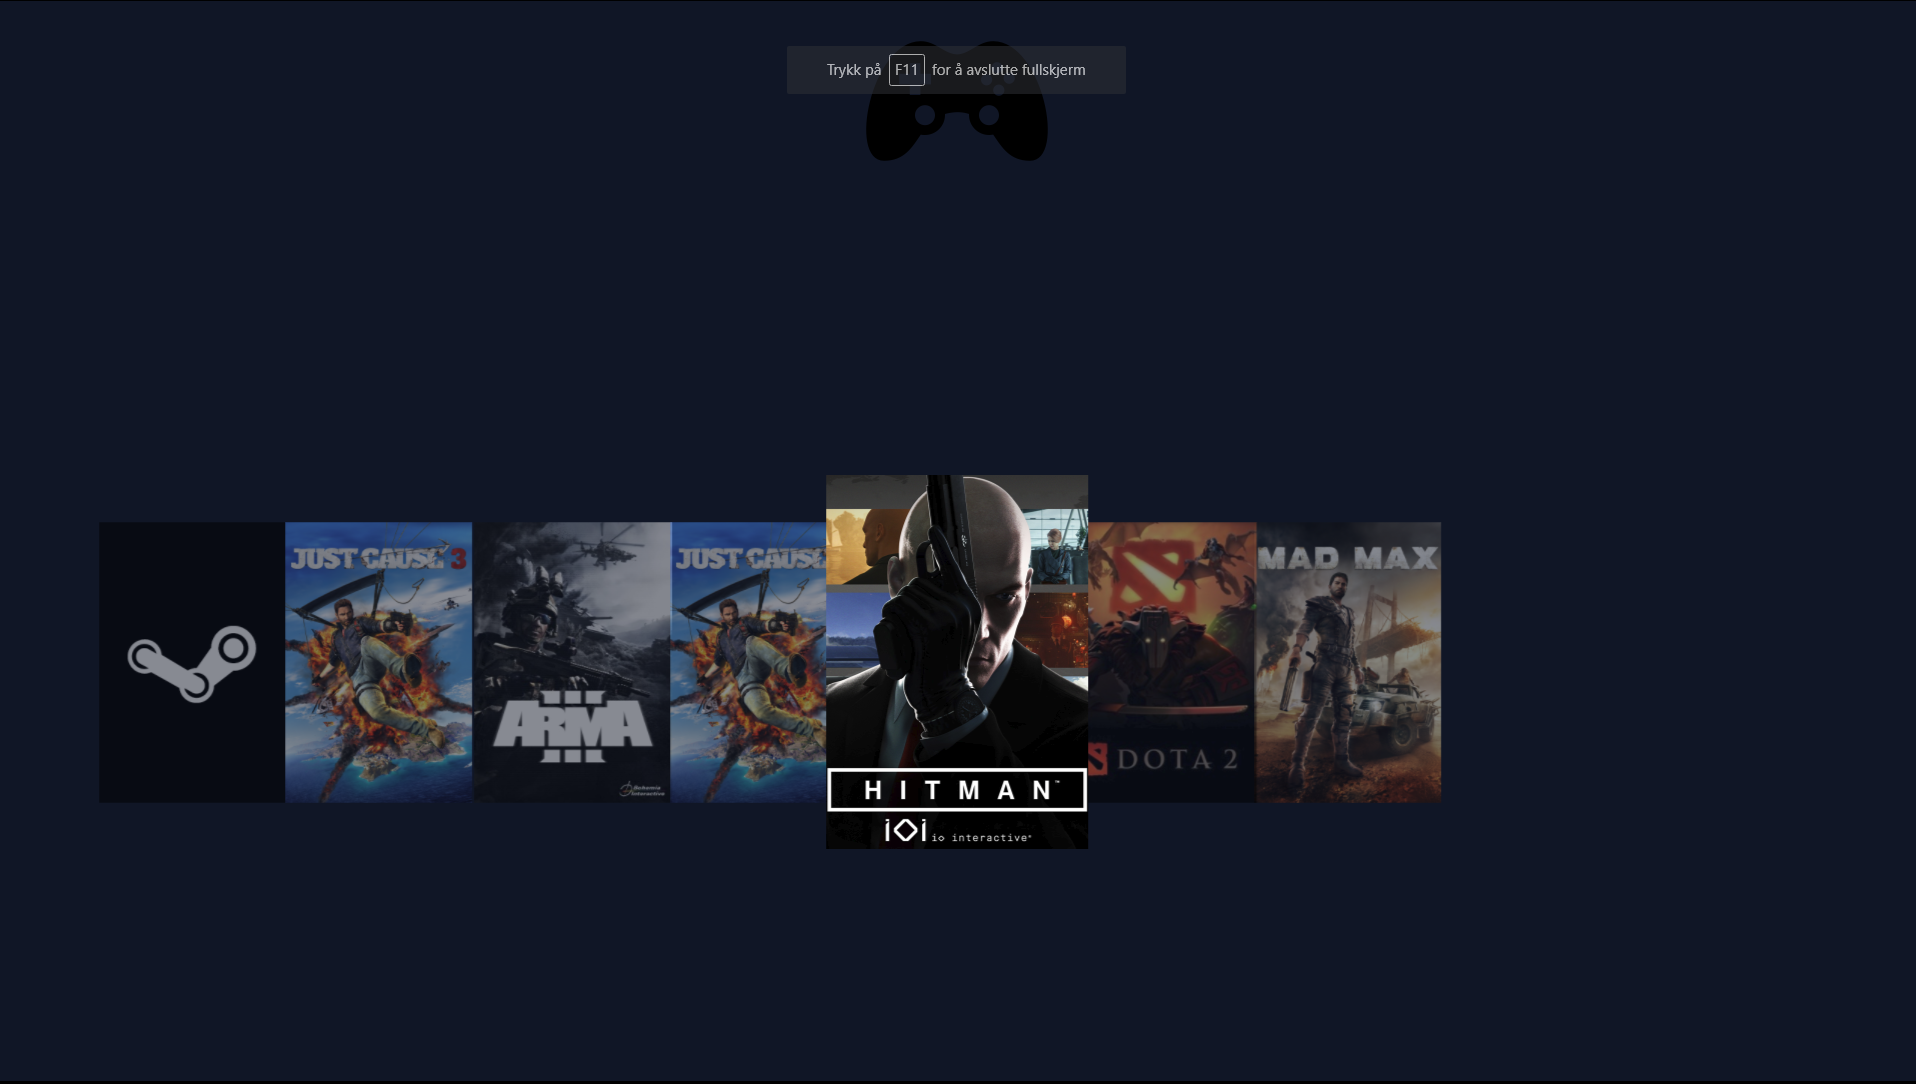 Trykk på F11 for å avslutte fullskjerm
JUST CAUSE 3
ARMA
III
Bohemia
Interactive
JUST CAUSE
HITMAN™
iOi io interactive®
DOTA 2
MAD MAX